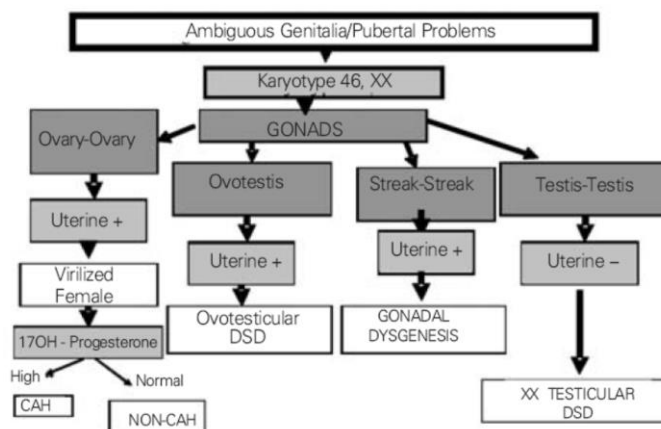 Ambiguous Genitalia/Pubertal Problems
Karyotype 46, XX
GONADS
Ovary-Ovary
Ovotestis
Streak-Streak
Testis-Testis
Uterine +
Uterine +
Uterine +
Uterine –
Virilized
Female
Ovotesticular
DSD
GONADAL
DYSGENESIS
17OH - Progesterone
High
Normal
CAH
NON-CAH
XX TESTICULAR
DSD